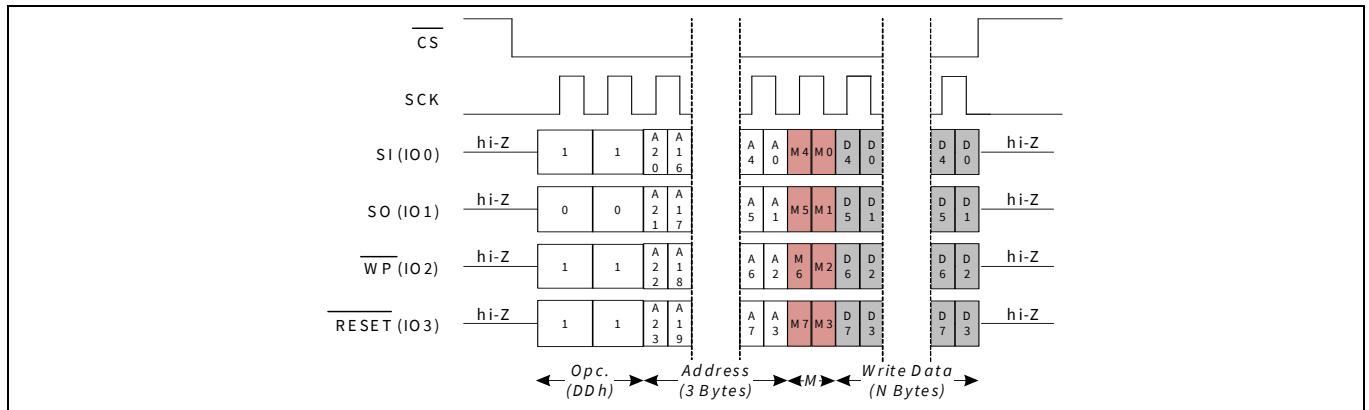 CS
SCK
SI (IO0) hi-Z 1 1 A20 A16 A4 A0 M4 M0 D4 D0 D4 D0 hi-Z
SO (IO1) hi-Z 0 0 A21 A17 A5 A1 M5 M1 D5 D1 D5 D1 hi-Z
WP (IO2) hi-Z 1 1 A22 A18 A6 A2 M6 M2 D6 D2 D6 D2 hi-Z
RESET (IO3) hi-Z 1 1 A23 A19 A7 A3 M7 M3 D7 D3 D7 D3 hi-Z
Opc. Address M Write Data
(DDh) (3 Bytes) (N Bytes)